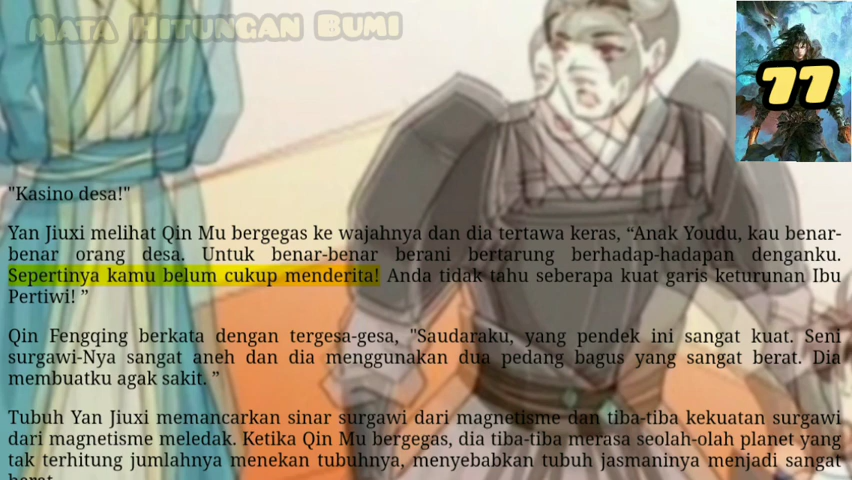 Mata Hitungan Bumi
77
"Kasino desa!"
Yan Jiuxi melihat Qin Mu bergegas ke wajahnya dan dia tertawa keras, “Anak Youdu, kau benar-
benar orang desa. Untuk benar-benar berani bertarung berhadap-hadapan denganku.
Sepertinya kamu belum cukup menderita! Anda tidak tahu seberapa kuat garis keturunan Ibu
Pertiwi! ”
Qin Fengqing berkata dengan tergesa-gesa, "Saudaraku, yang pendek ini sangat kuat. Seni
surgawi-Nya sangat aneh dan dia menggunakan dua pedang bagus yang sangat berat. Dia
membuatku agak sakit. ”
Tubuh Yan Jiuxi memancarkan sinar surgawi dari magnetisme dan tiba-tiba kekuatan surgawi
dari magnetisme meledak. Ketika Qin Mu bergegas, dia tiba-tiba merasa seolah-olah planet yang
tak terhitung jumlahnya menekan tubuhnya, menyebabkan tubuh jasmaninya menjadi sangat